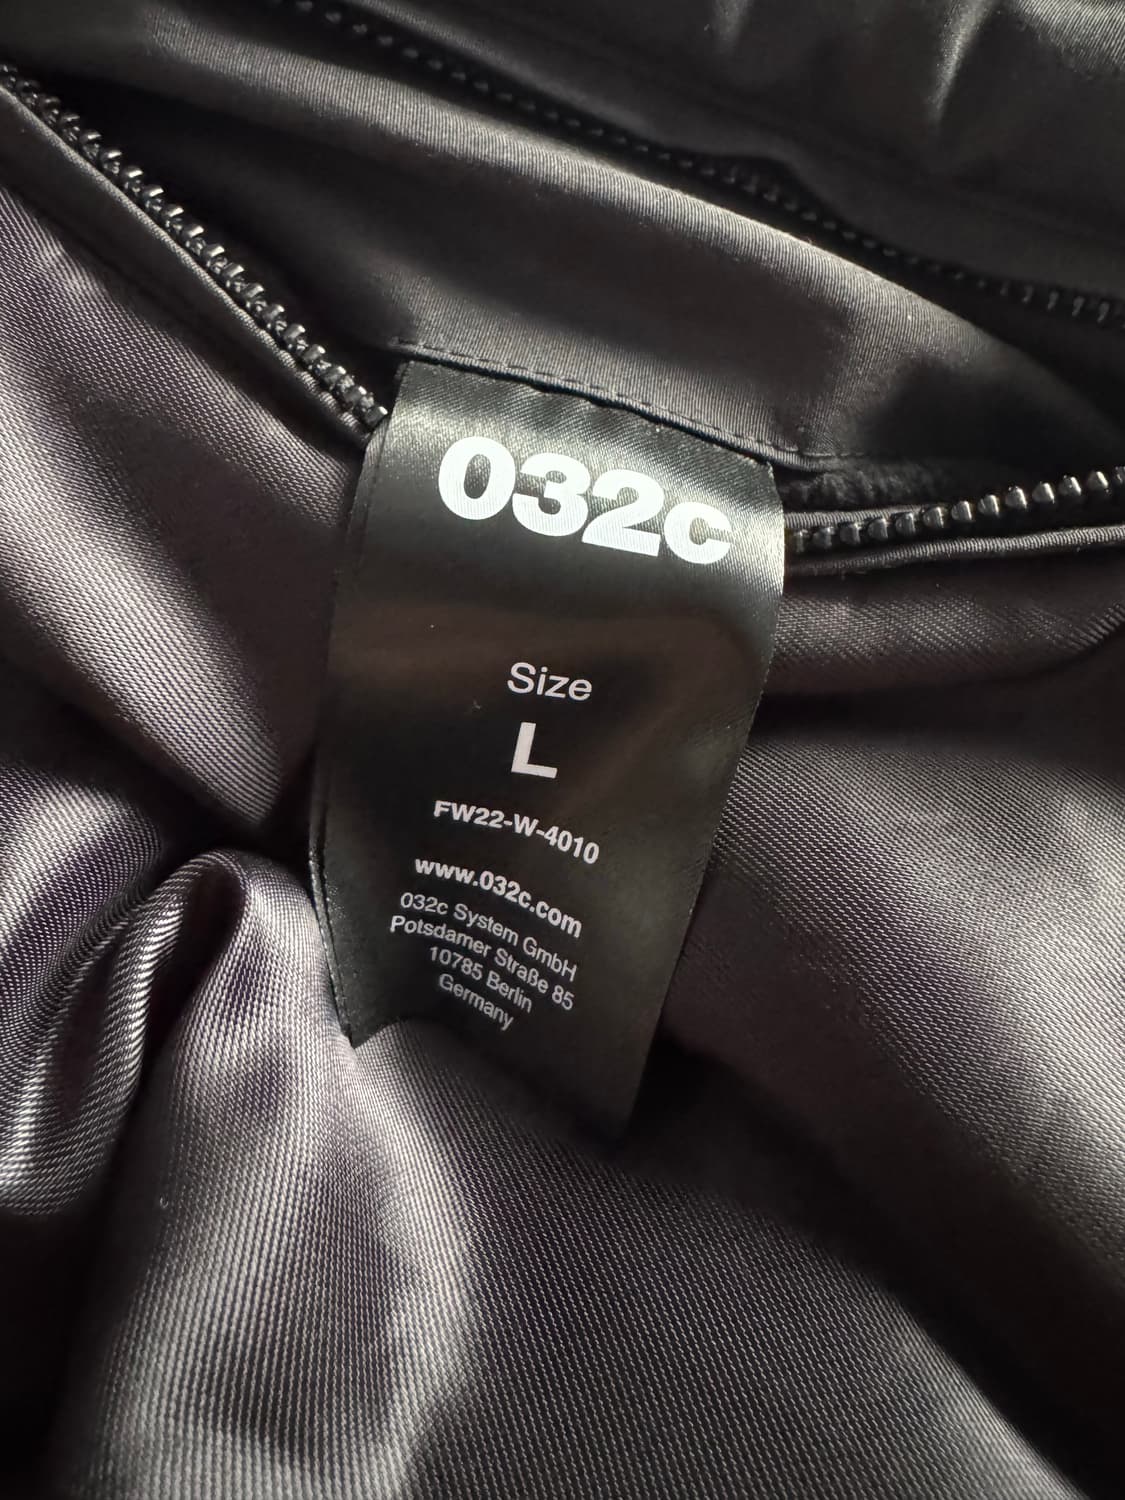 032c
Size
L
FW22-W-4010
www.032c.com
032c System GmbH
Potsdamer Straße 85
10785 Berlin
Germany